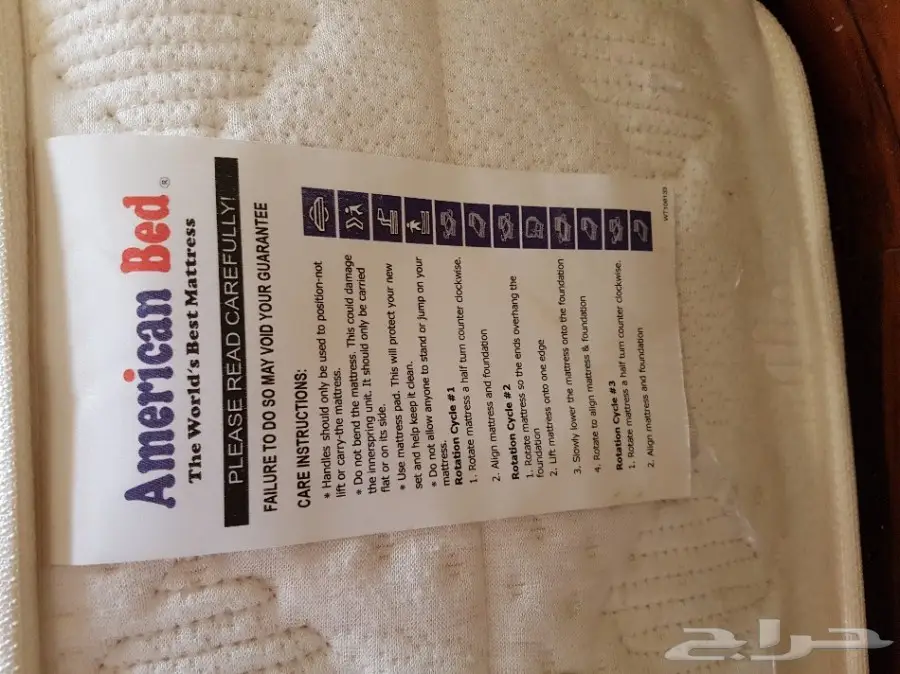 American Bed ®
The World's Best Mattress
PLEASE READ CAREFULLY!
FAILURE TO DO SO MAY VOID YOUR GUARANTEE
CARE INSTRUCTIONS:
* Handles should only be used to position-not
lift or carry-the mattress.
* Do not bend the mattress. This could damage
the innerspring unit. It should only be carried
flat or on its side.
* Use mattress pad. This will protect your new
set and help keep it clean.
* Do not allow anyone to stand or Jump on your
mattress.
Rotation Cycle #1
1. Rotate mattress a half turn counter clockwise.
2. Align mattress and foundation
Rotation Cycle #2
1. Rotate mattress so the ends overhang the
foundation
2. Lift mattress onto one edge
3. Slowly lower the mattress onto the foundation
4. Rotate to align mattress & foundation
Rotation Cycle #3
1. Rotate mattress a half turn counter clockwise.
2. Align mattress and foundation
حراج